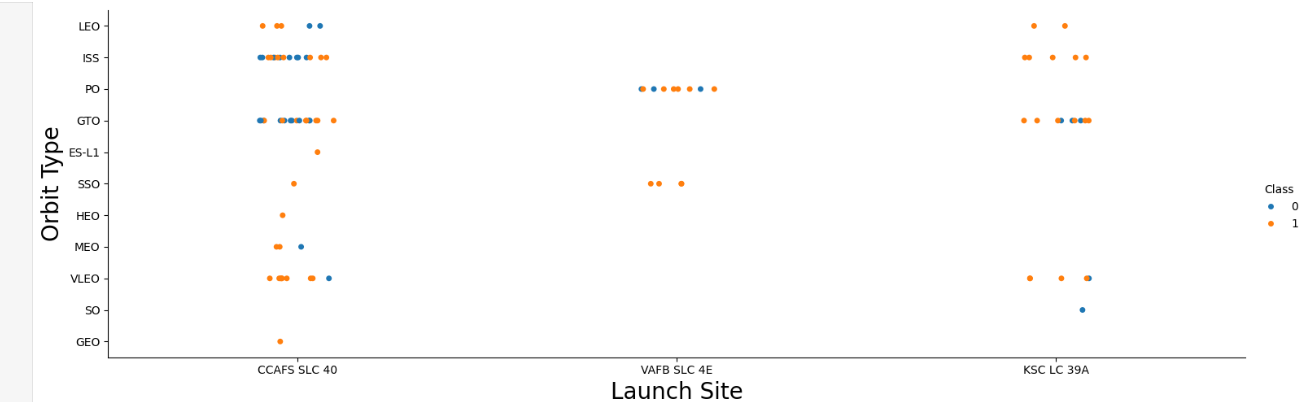 Orbit Type
LEO
ISS
PO
GTO
ES-L1
SSO
HEO
MEO
VLEO
SO
GEO
CCAFS SLC 40
VAFB SLC 4E
KSC LC 39A
Launch Site
Class
0
1